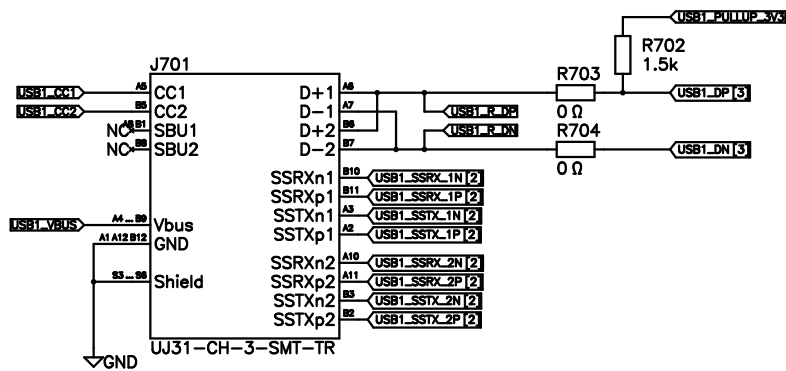 USB1_PULLUP_3V3
J701
R702
1.5k
R703
USB1_CC1 A5 CC1 D+1 A6 USB1_DP [3]
USB1_CC2 B5 CC2 D-1 A7 USB1_R_DP 0 Ω
NC A8 B1 SBU1 D+2 B6 USB1_R_DN R704
NC B8 SBU2 D-2 B7 USB1_DN [3]
0 Ω
SSRXn1 B10 USB1_SSRX_1N [2]
SSRXp1 B11 USB1_SSRX_1P [2]
SSTXn1 A3 USB1_SSTX_1N [2]
USB1_VBUS A4 ... B9 Vbus SSTXp1 A2 USB1_SSTX_1P [2]
A1 A12 B12 GND
SSRXn2 A10 USB1_SSRX_2N [2]
S3 ... S6 Shield SSRXp2 A11 USB1_SSRX_2P [2]
SSTXn2 B3 USB1_SSTX_2N [2]
SSTXp2 B2 USB1_SSTX_2P [2]
UJ31-CH-3-SMT-TR
GND